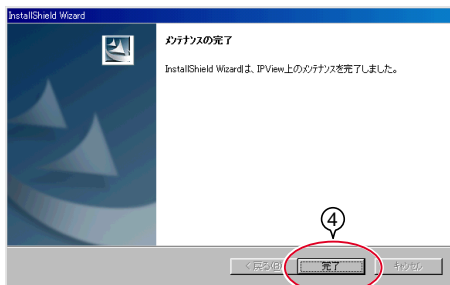 InstallShield Wizard
メンテナンスの完了
InstallShield Wizardは、IPView上のメンテナンスを完了しました。
④
< 戻る(B)
完了
キャンセル